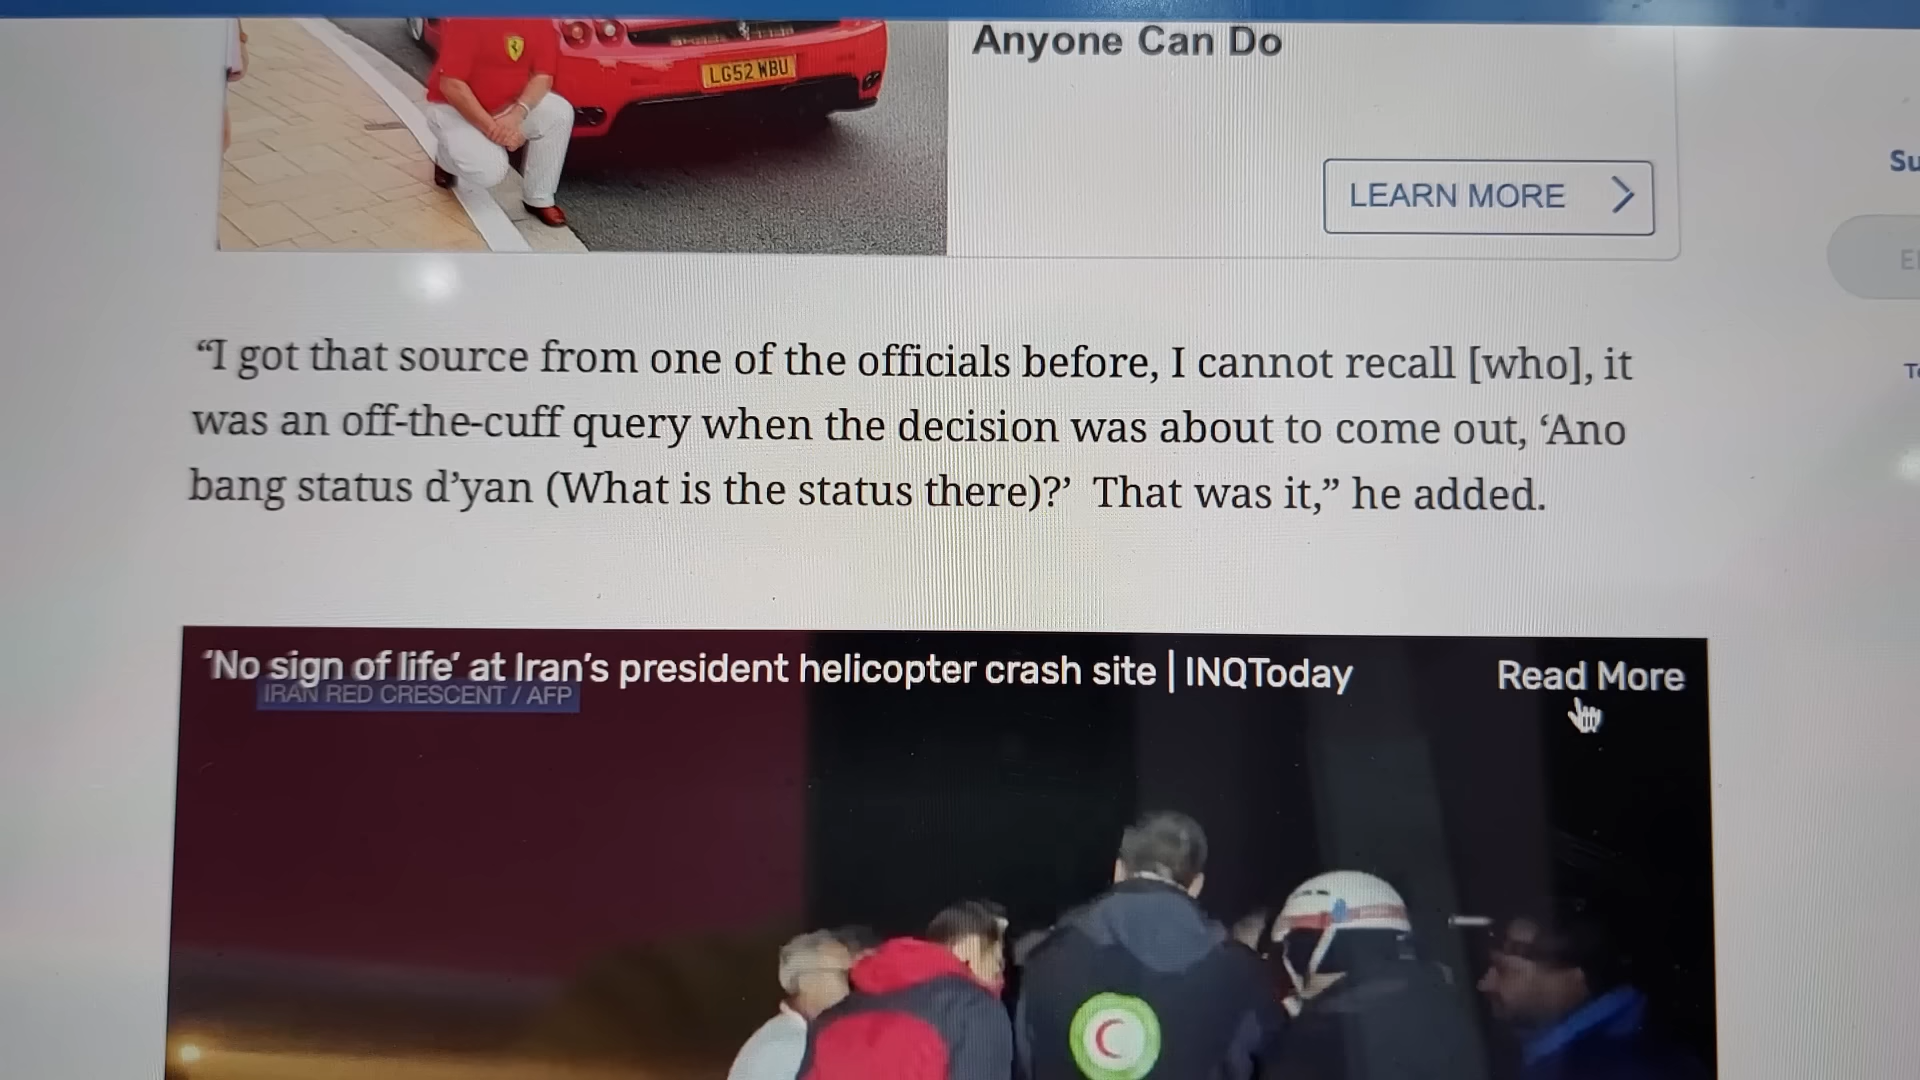 Anyone Can Do
LG52 WBU
LEARN MORE
Su
“I got that source from one of the officials before, I cannot recall [who], it
was an off-the-cuff query when the decision was about to come out, ‘Ano
bang status d’yan (What is the status there)?’ That was it,” he added.
‘No sign of life’ at Iran’s president helicopter crash site | INQToday
Read More
IRAN RED CRESCENT / AFP